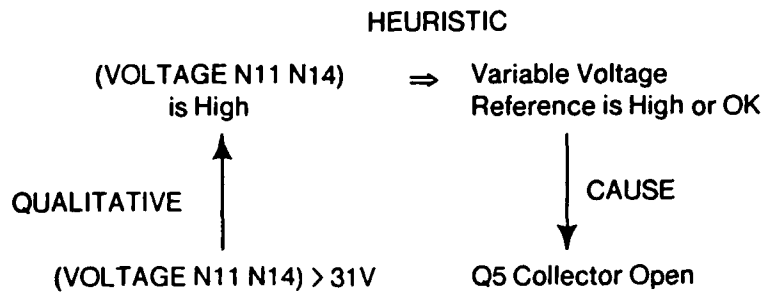 HEURISTIC
(VOLTAGE N11 N14) ⇒ Variable Voltage
is High Reference is High or OK
QUALITATIVE CAUSE
(VOLTAGE N11 N14) > 31V Q5 Collector Open